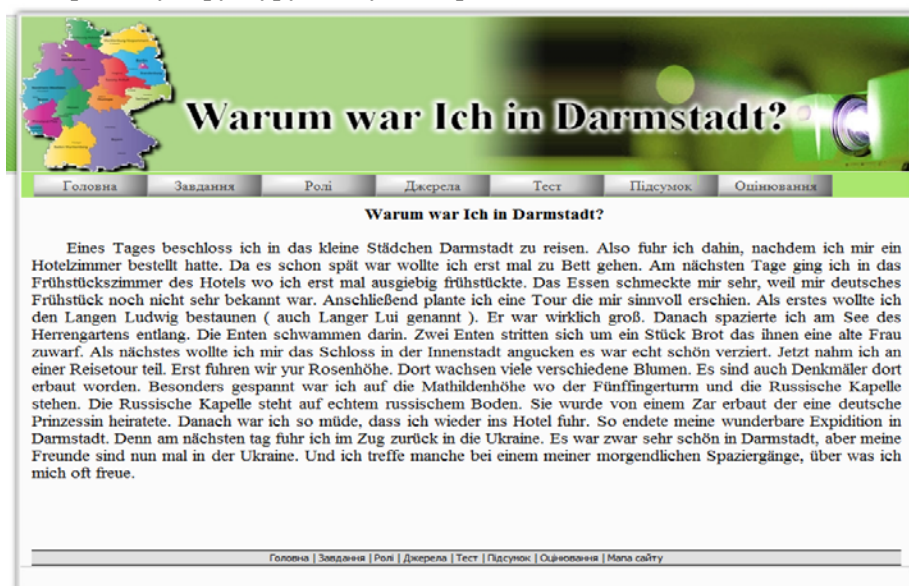 Warum war Ich in Darmstadt?
Головна Завдання Ролі Джерела Тест Підсумок Оцінювання
Warum war Ich in Darmstadt?
Eines Tages beschloss ich in das kleine Städchen Darmstadt zu reisen. Also fuhr ich dahin, nachdem ich mir ein
Hotelzimmer bestellt hatte. Da es schon spät war wollte ich erst mal zu Bett gehen. Am nächsten Tage ging ich in das
Frühstückszimmer des Hotels wo ich erst mal ausgiebig frühstückte. Das Essen schmeckte mir sehr, weil mir deutsches
Frühstück noch nicht sehr bekannt war. Anschließend plante ich eine Tour die mir sinnvoll erschien. Als erstes wollte ich
den Langen Ludwig bestaunen ( auch Langer Lui genannt ). Er war wirklich groß. Danach spazierte ich am See des
Herrengartens entlang. Die Enten schwammen darin. Zwei Enten stritten sich um ein Stück Brot das ihnen eine alte Frau
zuwarf. Als nächstes wollte ich mir das Schloss in der Innenstadt angucken es war echt schön verziert. Jetzt nahm ich an
einer Reisetour teil. Erst fuhren wir yur Rosenhöhe. Dort wachsen viele verschiedene Blumen. Es sind auch Denkmäler dort
erbaut worden. Besonders gespannt war ich auf die Mathildenhöhe wo der Fünffingerturm und die Russische Kapelle
stehen. Die Russische Kapelle steht auf echtem russischem Boden. Sie wurde von einem Zar erbaut der eine deutsche
Prinzessin heiratete. Danach war ich so müde, dass ich wieder ins Hotel fuhr. So endete meine wunderbare Expidition in
Darmstadt. Denn am nächsten tag fuhr ich im Zug zurück in die Ukraine. Es war zwar sehr schön in Darmstadt, aber meine
Freunde sind nun mal in der Ukraine. Und ich treffe manche bei einem meiner morgendlichen Spaziergänge, über was ich
mich oft freue.
Головна | Завдання | Ролі | Джерела | Тест | Підсумок | Оцінювання | Мапа сайту